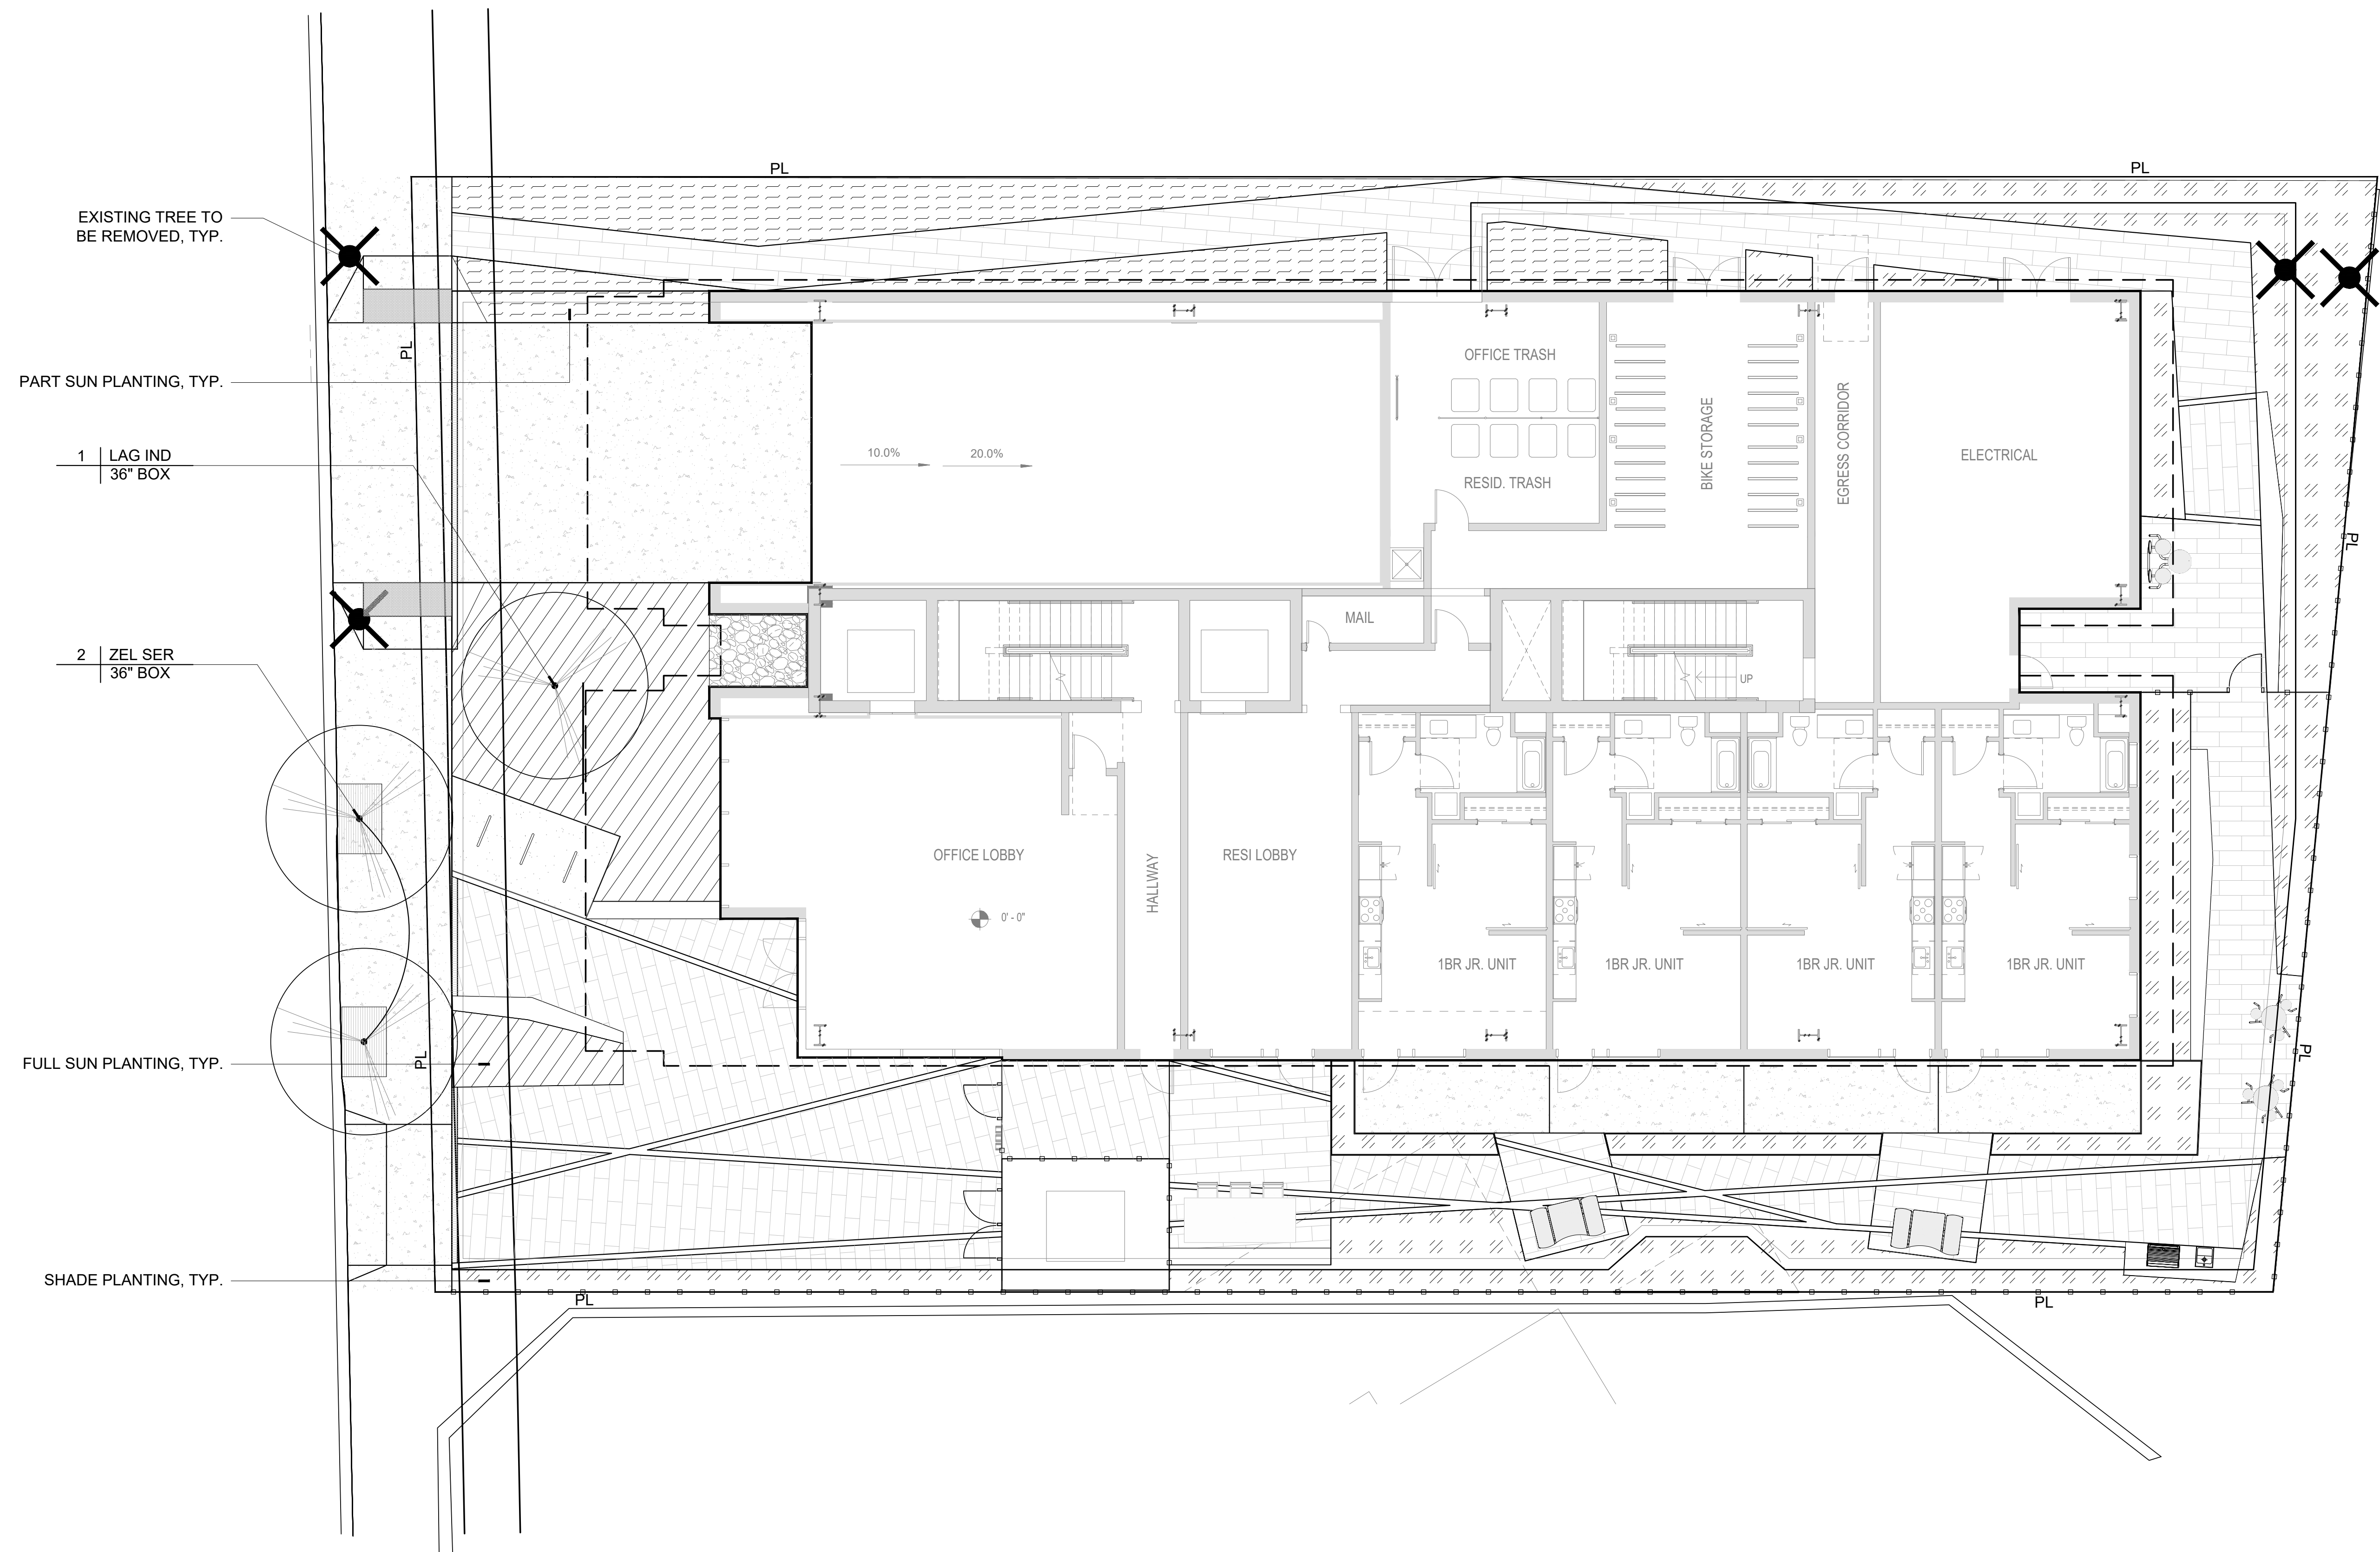 PL
PL
EXISTING TREE TO
BE REMOVED, TYP.
PL
OFFICE TRASH
PART SUN PLANTING, TYP.
BIKE STORAGE
EGRESS CORRIDOR
1 LAG IND
36" BOX
10.0%
20.0%
ELECTRICAL
RESID. TRASH
PL
MAIL
2 ZEL SER
36" BOX
UP
OFFICE LOBBY
HALLWAY
RESI LOBBY
0' - 0"
1BR JR. UNIT
1BR JR. UNIT
1BR JR. UNIT
1BR JR. UNIT
FULL SUN PLANTING, TYP.
PL
PL
SHADE PLANTING, TYP.
PL
PL